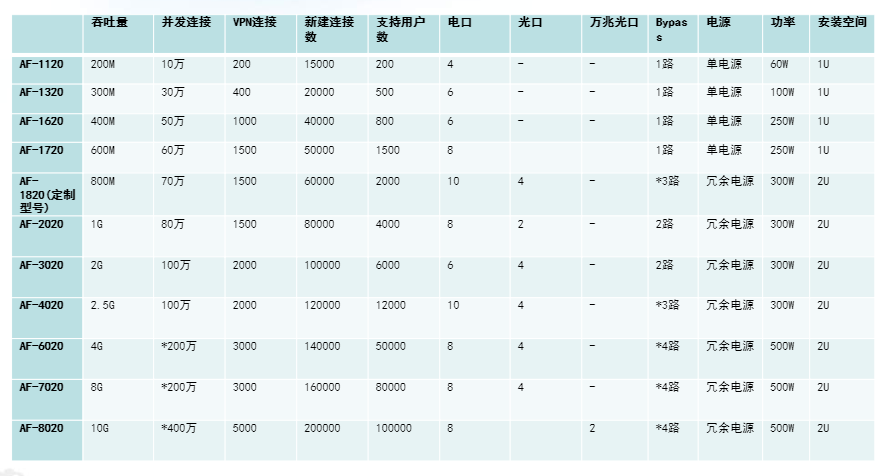 吞吐量 并发连接 VPN连接 新建连接数 支持用户数 电口 光口 万兆光口 Bypass 电源 功率 安装空间
AF-1120 200M 10万 200 15000 200 4 - - 1路 单电源 60W 1U
AF-1320 300M 30万 400 20000 500 6 - - 1路 单电源 100W 1U
AF-1620 400M 50万 1000 40000 800 6 1路 单电源 250W 1U
AF-1720 600M 60万 1500 50000 1500 8 1路 单电源 250W 1U
AF-1820(定制型号) 800M 70万 1500 60000 2000 10 4 - *3路 冗余电源 300W 2U
AF-2020 1G 80万 1500 80000 4000 8 2 - 2路 冗余电源 300W 2U
AF-3020 2G 100万 2000 100000 6000 6 4 - 2路 冗余电源 300W 2U
AF-4020 2.5G 100万 2000 120000 12000 10 4 - *3路 冗余电源 300W 2U
AF-6020 4G *200万 3000 140000 50000 8 4 - *4路 冗余电源 500W 2U
AF-7020 8G *200万 3000 160000 80000 8 4 - *4路 冗余电源 500W 2U
AF-8020 10G *400万 5000 200000 100000 8 2 *4路 冗余电源 500W 2U